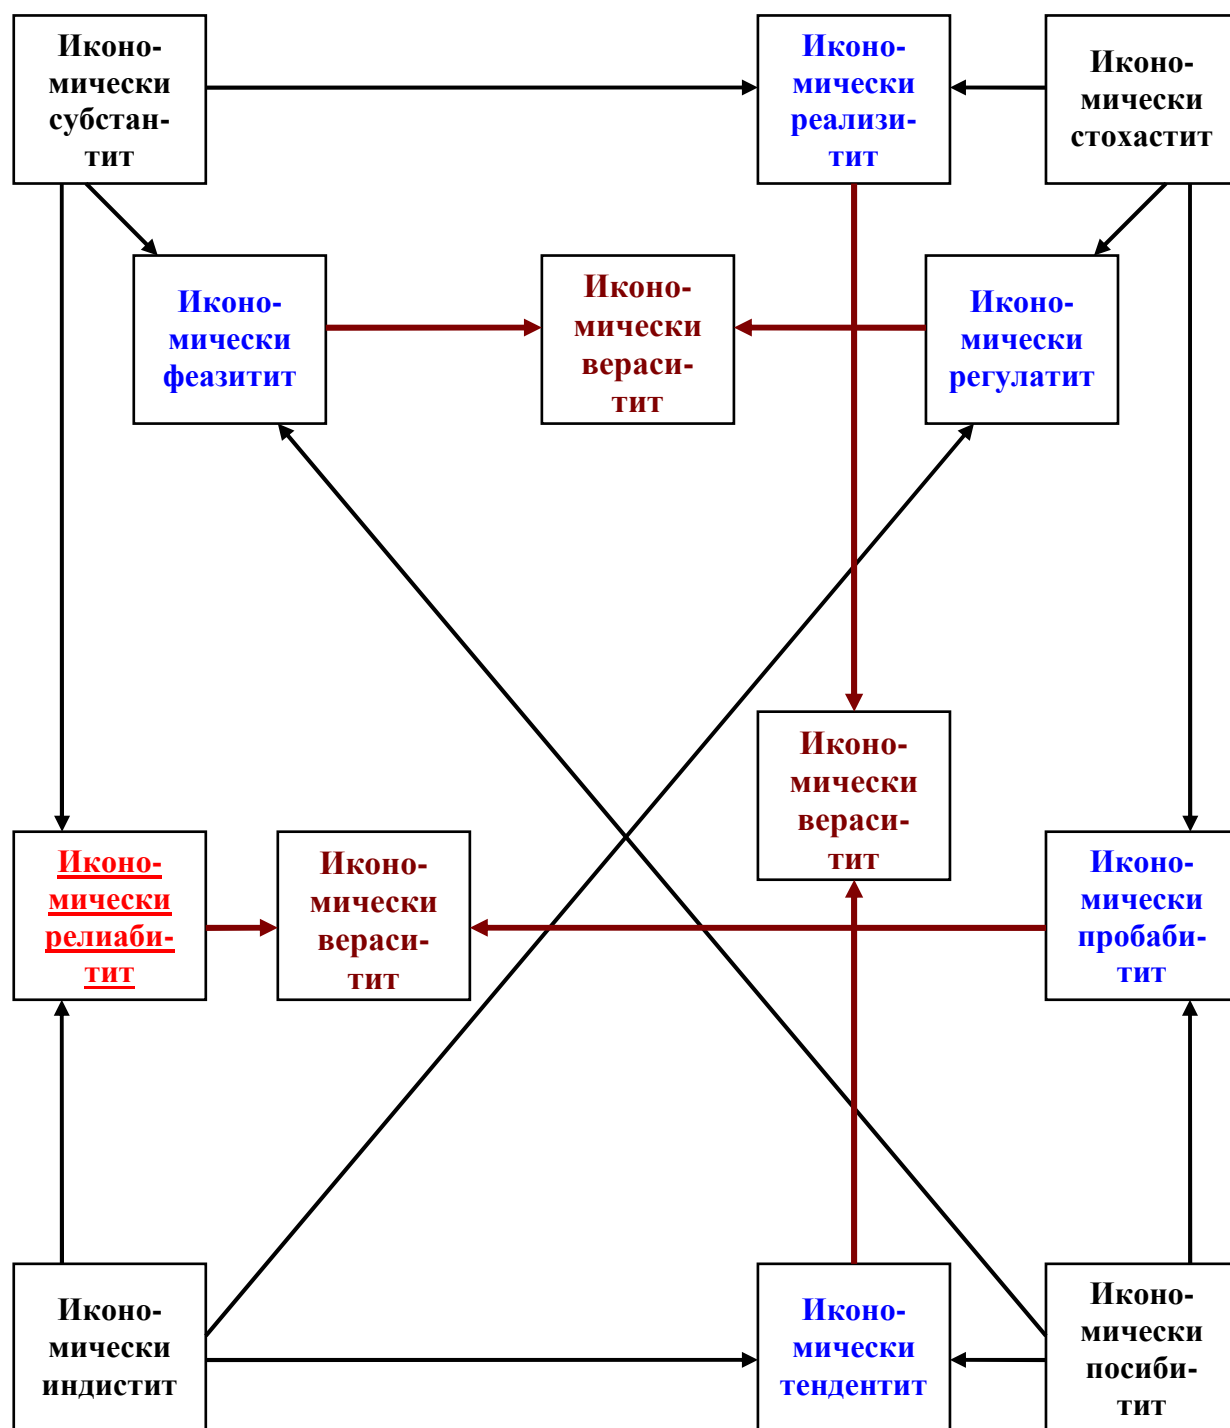 Иконо-
мически
субстан-
тит
Иконо-
мически
реализи-
тит
Иконо-
мически
стохастит
Иконо-
мически
феазитит
Иконо-
мически
вераси-
тит
Иконо-
мически
регулатит
Иконо-
мически
вераси-
тит
Иконо-
мически
релиаби-
тит
Иконо-
мически
вераси-
тит
Иконо-
мически
пробаби-
тит
Иконо-
мически
индистит
Иконо-
мически
тендентит
Иконо-
мически
посиби-
тит